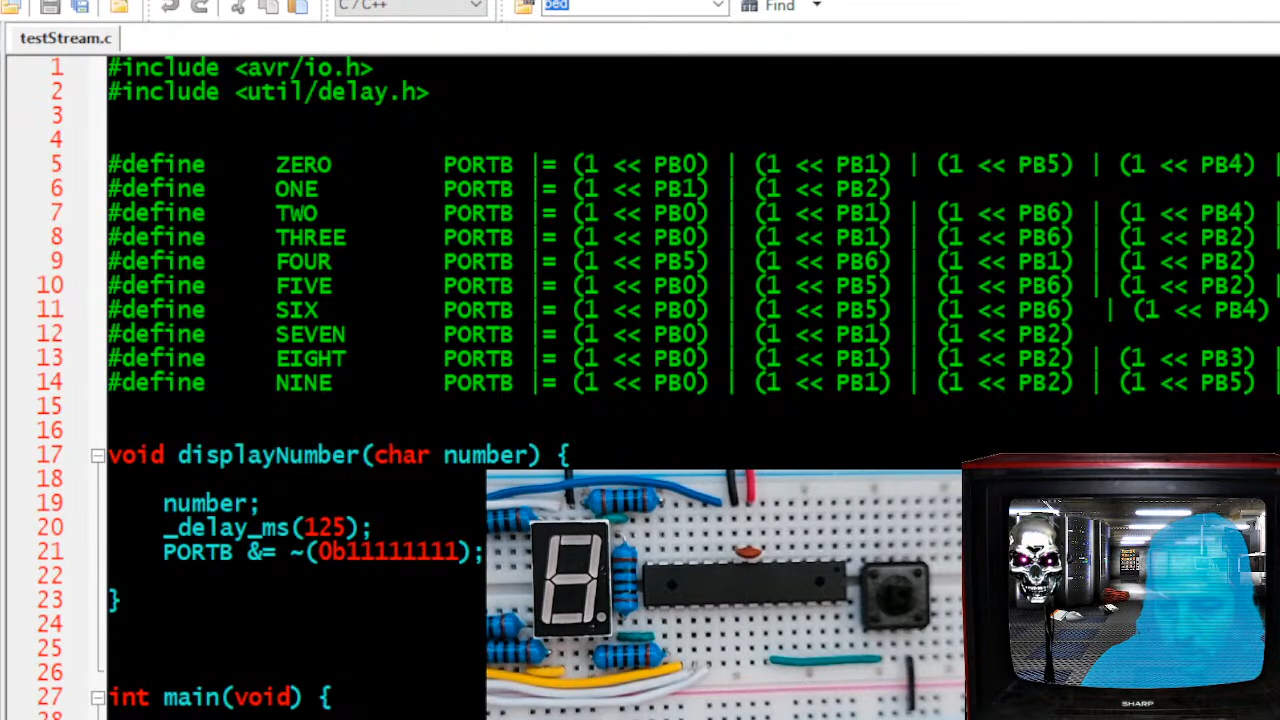 C / C++
bed
Find
testStream.c
1 #include <avr/io.h>
2 #include <util/delay.h>
3
4
5 #define ZERO PORTB |= (1 << PB0) | (1 << PB1) | (1 << PB5) | (1 << PB4) |
6 #define ONE PORTB |= (1 << PB1) | (1 << PB2)
7 #define TWO PORTB |= (1 << PB0) | (1 << PB1) | (1 << PB6) | (1 << PB4) |
8 #define THREE PORTB |= (1 << PB0) | (1 << PB1) | (1 << PB6) | (1 << PB2) |
9 #define FOUR PORTB |= (1 << PB5) | (1 << PB6) | (1 << PB1) | (1 << PB2)
10 #define FIVE PORTB |= (1 << PB0) | (1 << PB5) | (1 << PB6) | (1 << PB2) |
11 #define SIX PORTB |= (1 << PB0) | (1 << PB5) | (1 << PB6) | (1 << PB4)
12 #define SEVEN PORTB |= (1 << PB0) | (1 << PB1) | (1 << PB2)
13 #define EIGHT PORTB |= (1 << PB0) | (1 << PB1) | (1 << PB2) | (1 << PB3) |
14 #define NINE PORTB |= (1 << PB0) | (1 << PB1) | (1 << PB2) | (1 << PB5) |
15
16
17 void displayNumber(char number) {
18
19 number;
20 _delay_ms(125);
21 PORTB &= ~(0b11111111);
22
23 }
24
25
26
27 int main(void) {
28
SHARP